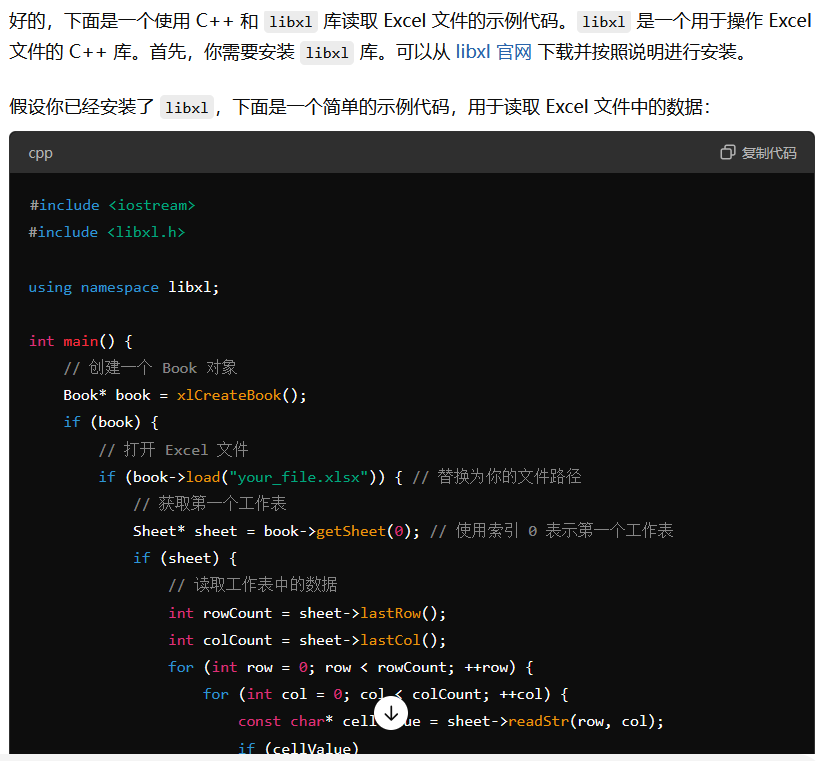 好的，下面是一个使用 C++ 和 libxl 库读取 Excel 文件的示例代码。libxl 是一个用于操作 Excel
文件的 C++ 库。首先，你需要安装 libxl 库。可以从 libxl 官网 下载并按照说明进行安装。
假设你已经安装了 libxl，下面是一个简单的示例代码，用于读取 Excel 文件中的数据：
cpp 复制代码
#include <iostream>
#include <libxl.h>
using namespace libxl;
int main() {
// 创建一个 Book 对象
Book* book = xlCreateBook();
if (book) {
// 打开 Excel 文件
if (book->load("your_file.xlsx")) { // 替换为你的文件路径
// 获取第一个工作表
Sheet* sheet = book->getSheet(0); // 使用索引 0 表示第一个工作表
if (sheet) {
// 读取工作表中的数据
int rowCount = sheet->lastRow();
int colCount = sheet->lastCol();
for (int row = 0; row < rowCount; ++row) {
for (int col = 0; col < colCount; ++col) {
const char* cellValue = sheet->readStr(row, col);
if (cellValue)